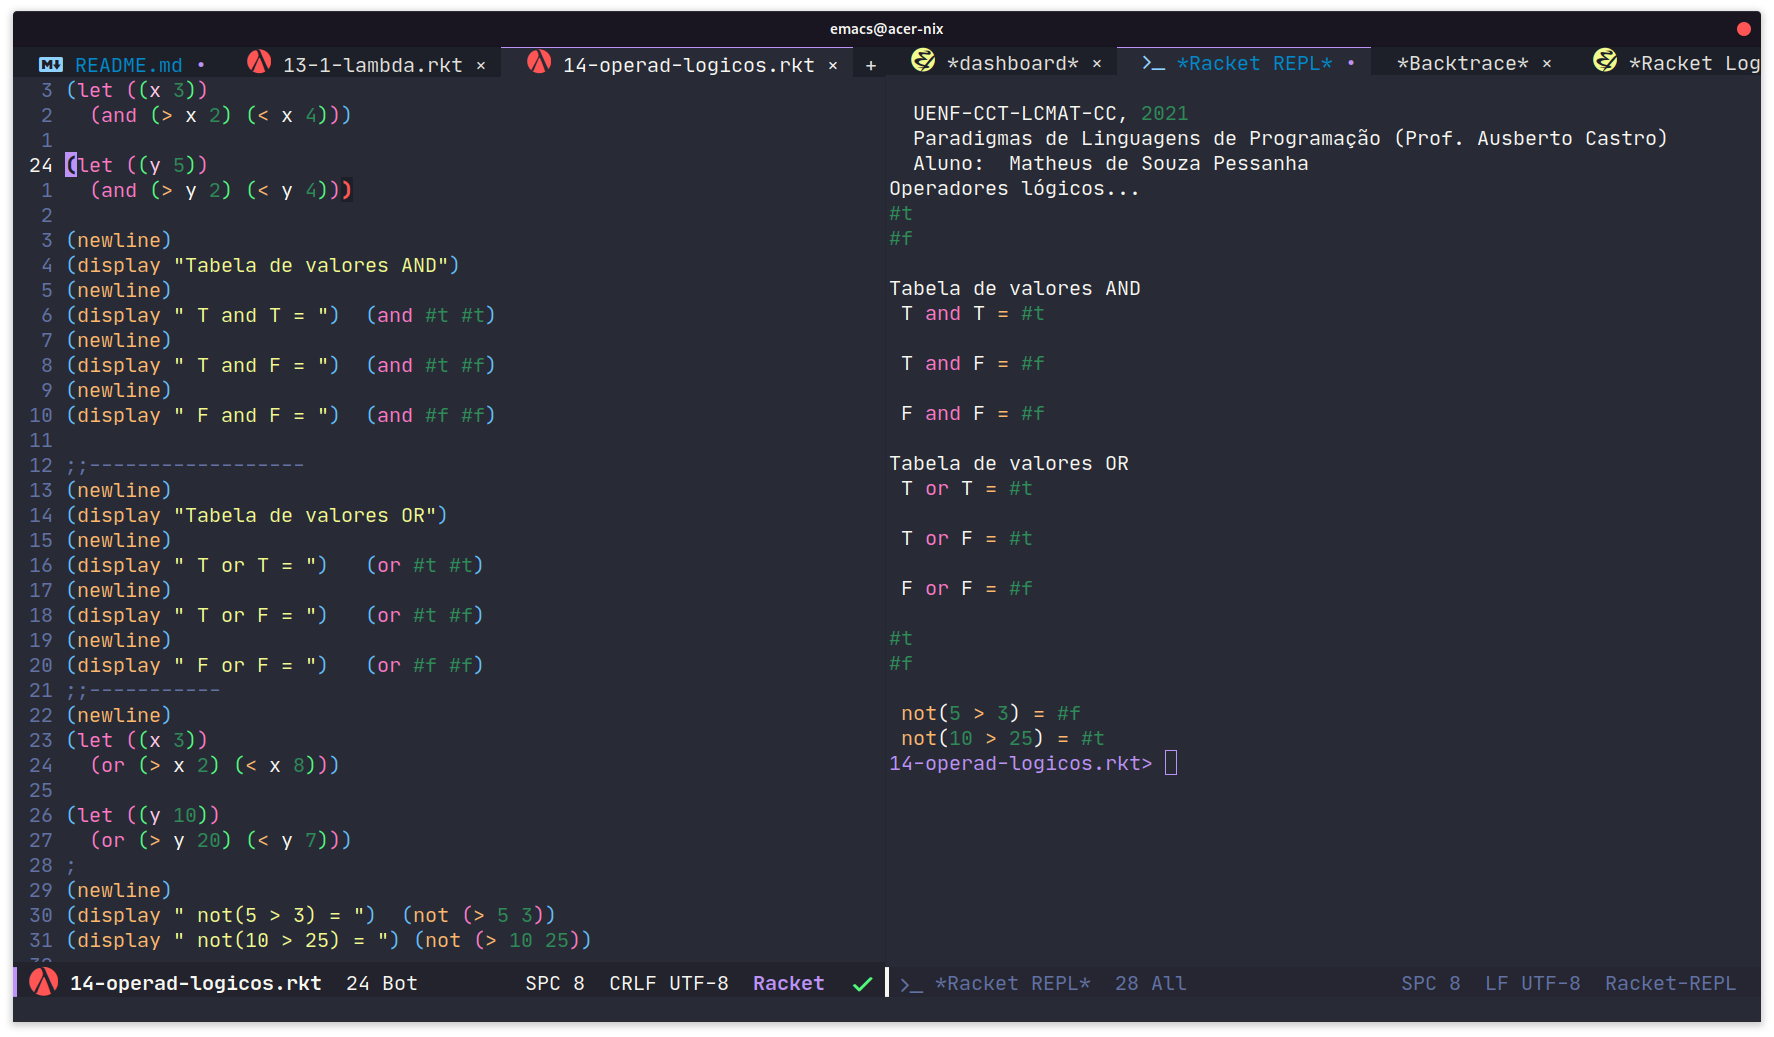 emacs@acer-nix
README.md • 13-1-lambda.rkt × 14-operad-logicos.rkt × +
3 (let ((x 3))
2   (and (> x 2) (< x 4)))
1
24 (let ((y 5))
1   (and (> y 2) (< y 4)))
2
3 (newline)
4 (display "Tabela de valores AND")
5 (newline)
6 (display " T and T = ")  (and #t #t)
7 (newline)
8 (display " T and F = ")  (and #t #f)
9 (newline)
10 (display " F and F = ")  (and #f #f)
11
12 ;;------------------
13 (newline)
14 (display "Tabela de valores OR")
15 (newline)
16 (display " T or T = ")   (or #t #t)
17 (newline)
18 (display " T or F = ")   (or #t #f)
19 (newline)
20 (display " F or F = ")   (or #f #f)
21 ;;-----------
22 (newline)
23 (let ((x 3))
24   (or (> x 2) (< x 8)))
25
26 (let ((y 10))
27   (or (> y 20) (< y 7)))
28 ;
29 (newline)
30 (display " not(5 > 3) = ")  (not (> 5 3))
31 (display " not(10 > 25) = ") (not (> 10 25))
14-operad-logicos.rkt 24 Bot SPC 8 CRLF UTF-8 Racket ✓
*dashboard* × >_ *Racket REPL* • *Backtrace* × *Racket Log
UENF-CCT-LCMAT-CC, 2021
Paradigmas de Linguagens de Programação (Prof. Ausberto Castro)
Aluno:  Matheus de Souza Pessanha
Operadores lógicos...
#t
#f
Tabela de valores AND
T and T = #t
T and F = #f
F and F = #f
Tabela de valores OR
T or T = #t
T or F = #t
F or F = #f
#t
#f
not(5 > 3) = #f
not(10 > 25) = #t
14-operad-logicos.rkt>
>_ *Racket REPL* 28 All SPC 8 LF UTF-8 Racket-REPL